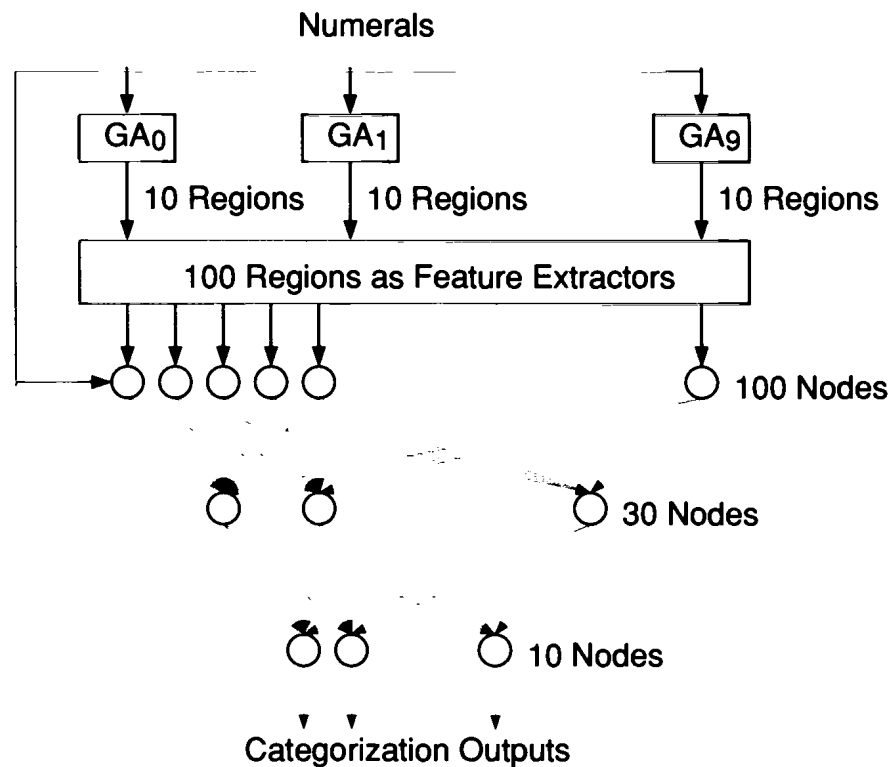 Numerals
GA0 GA1 GA9
10 Regions 10 Regions 10 Regions
100 Regions as Feature Extractors
100 Nodes
30 Nodes
10 Nodes
Categorization Outputs